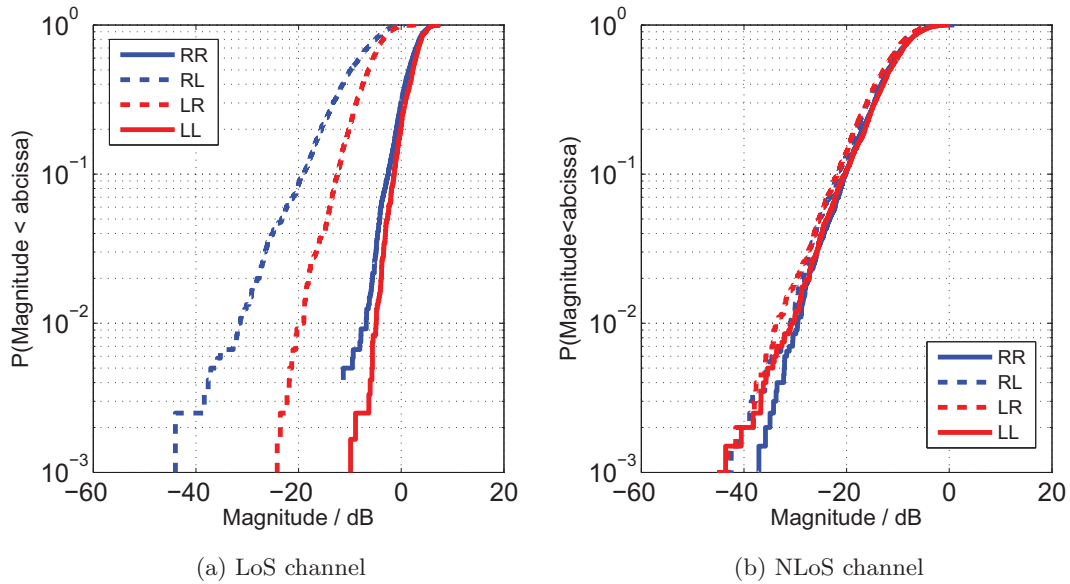 10^0
10^−1
10^−2
10^−3
−60 −40 −20 0 20
P(Magnitude < abcissa)
Magnitude / dB
RR
RL
LR
LL
(a) LoS channel
10^0
10^−1
10^−2
10^−3
−60 −40 −20 0 20
P(Magnitude<abcissa)
Magnitude / dB
RR
RL
LR
LL
(b) NLoS channel